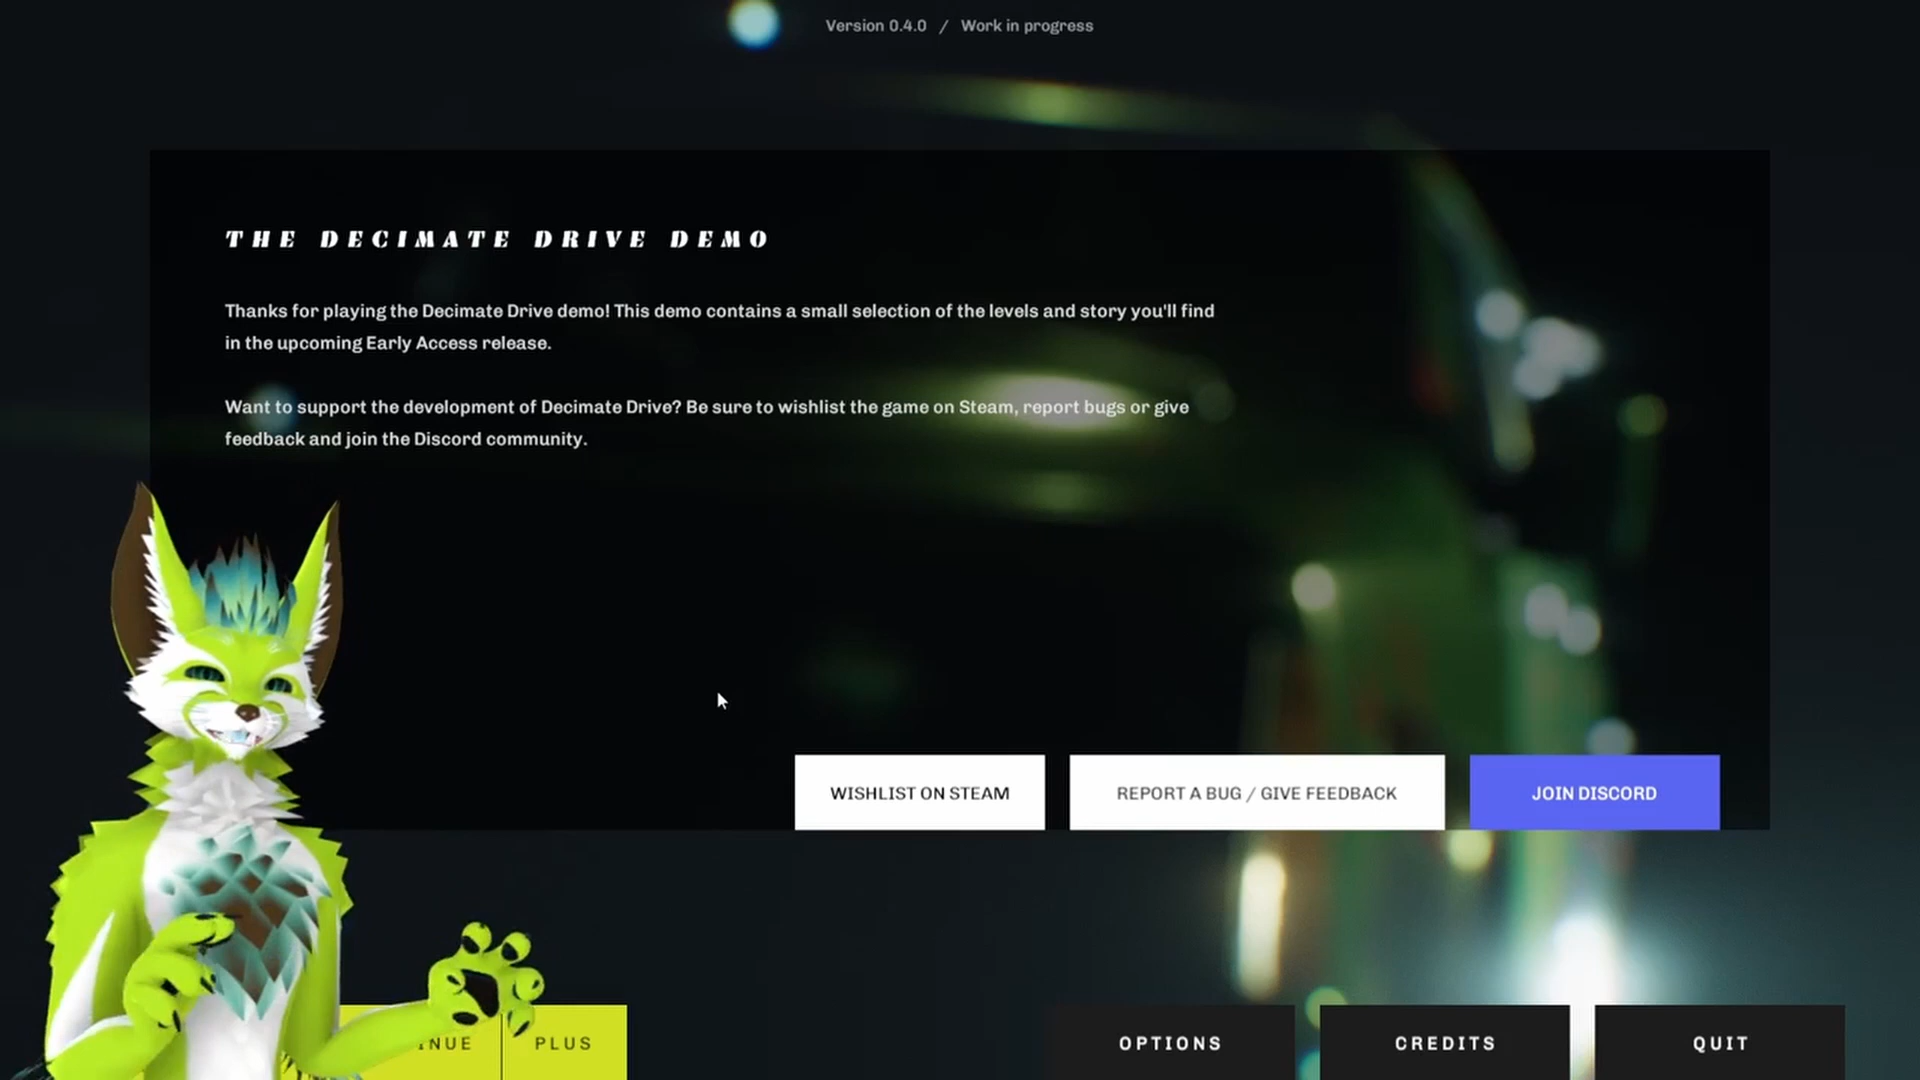 Version 0.4.0 / Work in progress
THE DECIMATE DRIVE DEMO
Thanks for playing the Decimate Drive demo! This demo contains a small selection of the levels and story you'll find
in the upcoming Early Access release.
Want to support the development of Decimate Drive? Be sure to wishlist the game on Steam, report bugs or give
feedback and join the Discord community.
WISHLIST ON STEAM
REPORT A BUG / GIVE FEEDBACK
JOIN DISCORD
PLUS
OPTIONS
CREDITS
QUIT